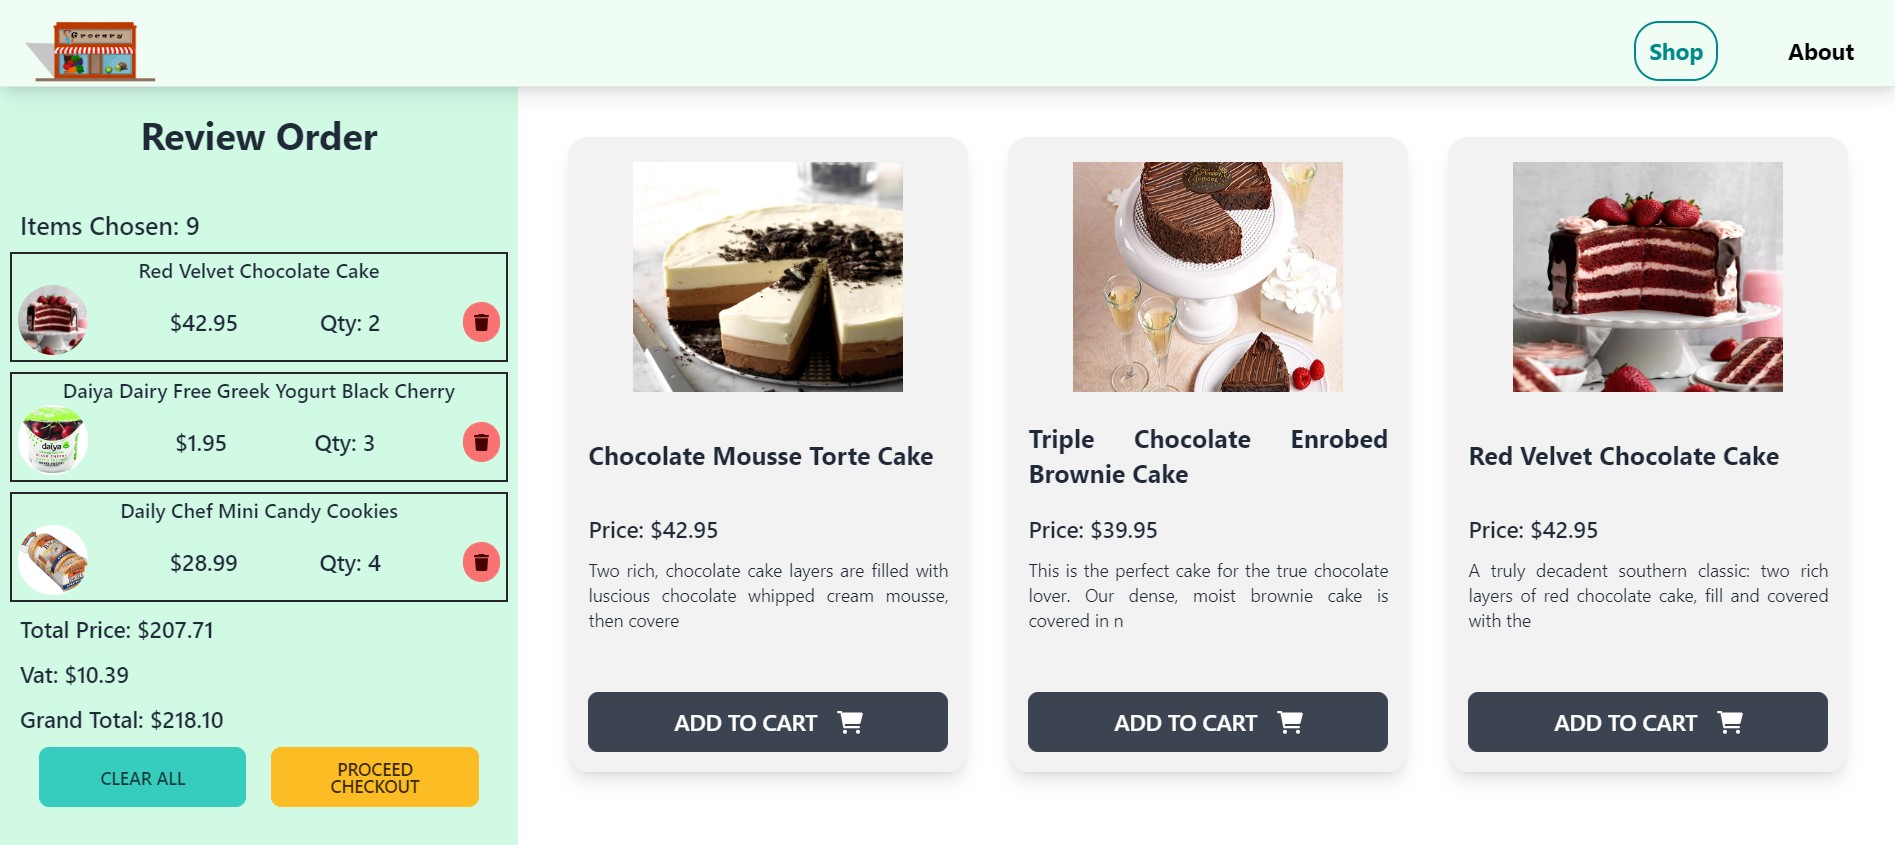 Grocery
Shop
About
Review Order
Items Chosen: 9
Red Velvet Chocolate Cake
$42.95
Qty: 2
Daiya Dairy Free Greek Yogurt Black Cherry
daiya
$1.95
Qty: 3
Daily Chef Mini Candy Cookies
$28.99
Qty: 4
Total Price: $207.71
Vat: $10.39
Grand Total: $218.10
CLEAR ALL
PROCEED
CHECKOUT
Chocolate Mousse Torte Cake
Price: $42.95
Two rich, chocolate cake layers are filled with
luscious chocolate whipped cream mousse,
then covere
ADD TO CART
Triple Chocolate Enrobed
Brownie Cake
Price: $39.95
This is the perfect cake for the true chocolate
lover. Our dense, moist brownie cake is
covered in n
ADD TO CART
Red Velvet Chocolate Cake
Price: $42.95
A truly decadent southern classic: two rich
layers of red chocolate cake, fill and covered
with the
ADD TO CART